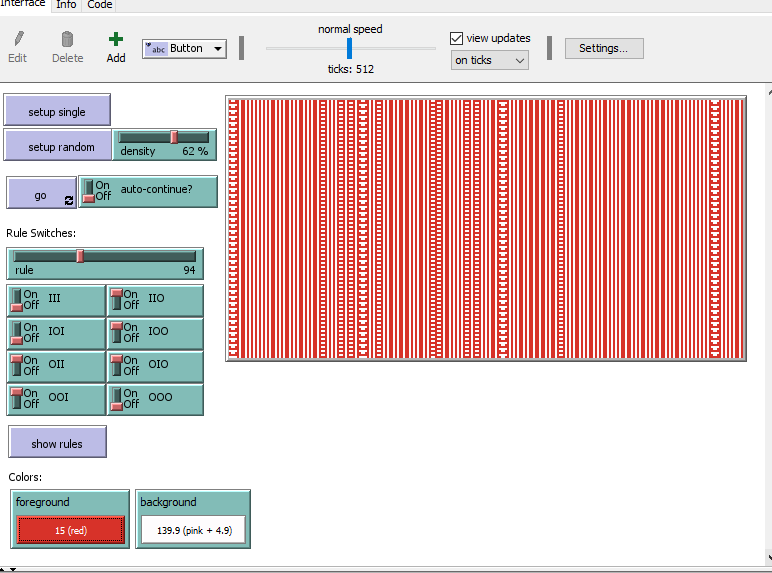 Interface Info Code
normal speed
view updates
Edit Delete Add abc Button
ticks: 512
on ticks
Settings...
setup single
setup random
density 62 %
go
On
Off
auto-continue?
Rule Switches:
rule 94
On
Off
III
On
Off
IIO
On
Off
IOI
On
Off
IOO
On
Off
OII
On
Off
OIO
On
Off
OOI
On
Off
OOO
show rules
Colors:
foreground
15 (red)
background
139.9 (pink + 4.9)